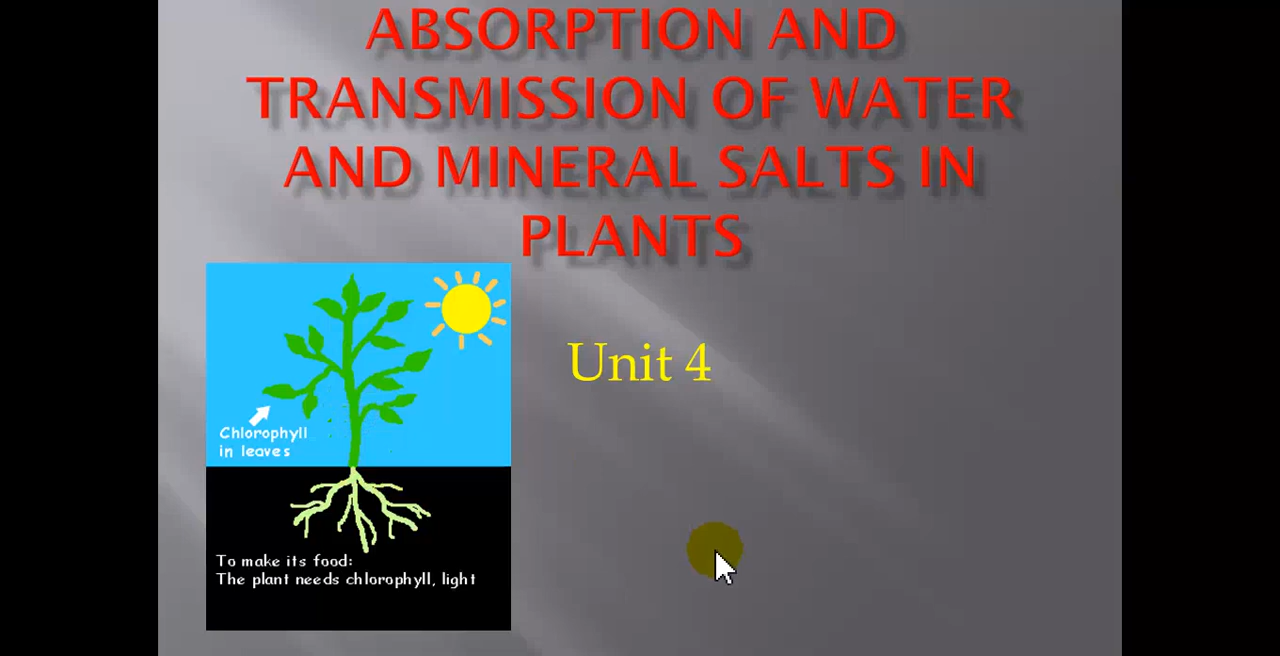 ABSORPTION AND
TRANSMISSION OF WATER
AND MINERAL SALTS IN
PLANTS
Unit 4
Chlorophyll
in leaves
To make its food:
The plant needs chlorophyll, light